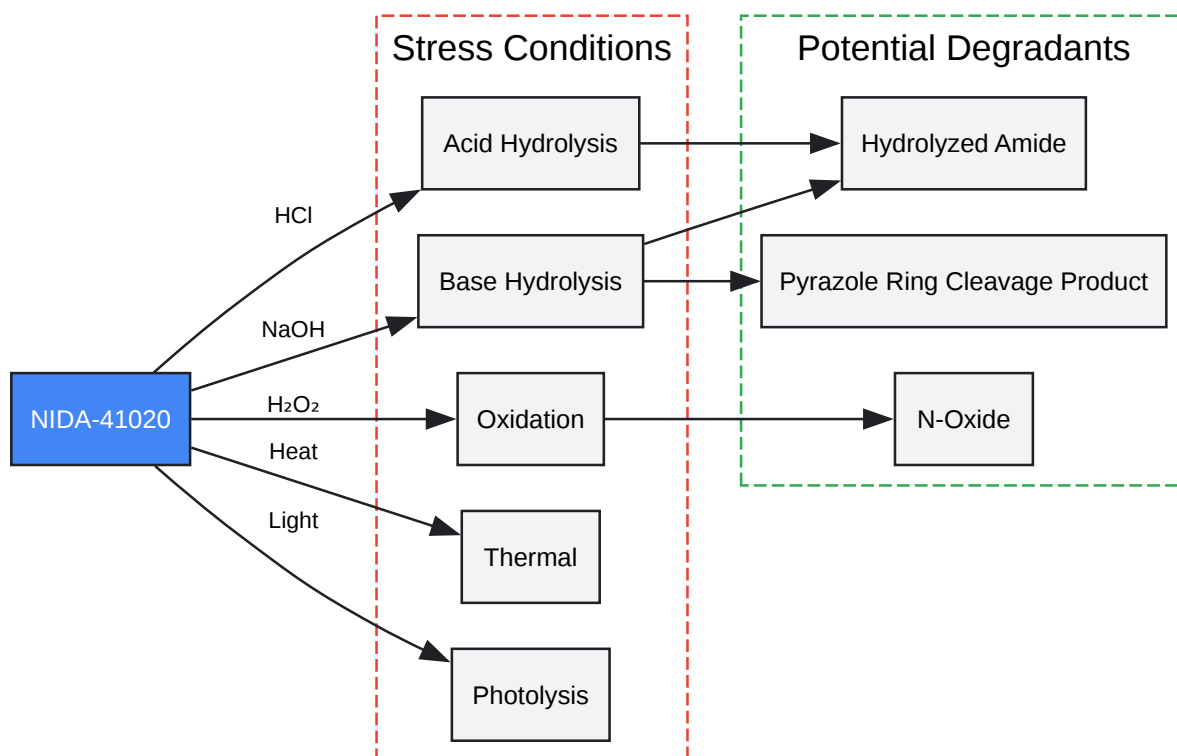 Stress Conditions
Potential Degradants
Acid Hydrolysis
Hydrolyzed Amide
HCl
Base Hydrolysis
Pyrazole Ring Cleavage Product
NaOH
NIDA-41020
H₂O₂
Oxidation
N-Oxide
Heat
Light
Thermal
Photolysis